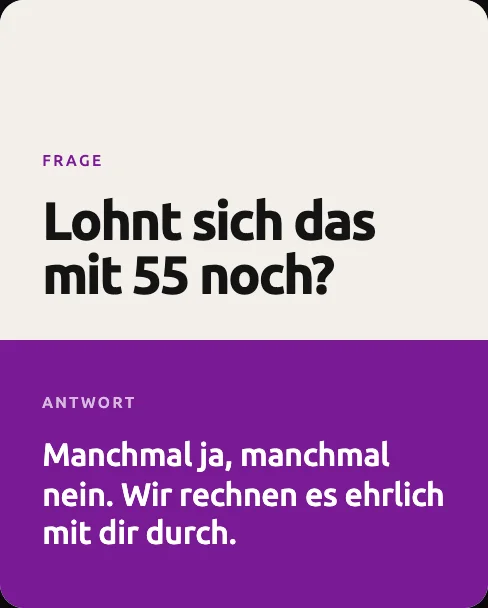 FRAGE
Lohnt sich das
mit 55 noch?
ANTWORT
Manchmal ja, manchmal
nein. Wir rechnen es ehrlich
mit dir durch.